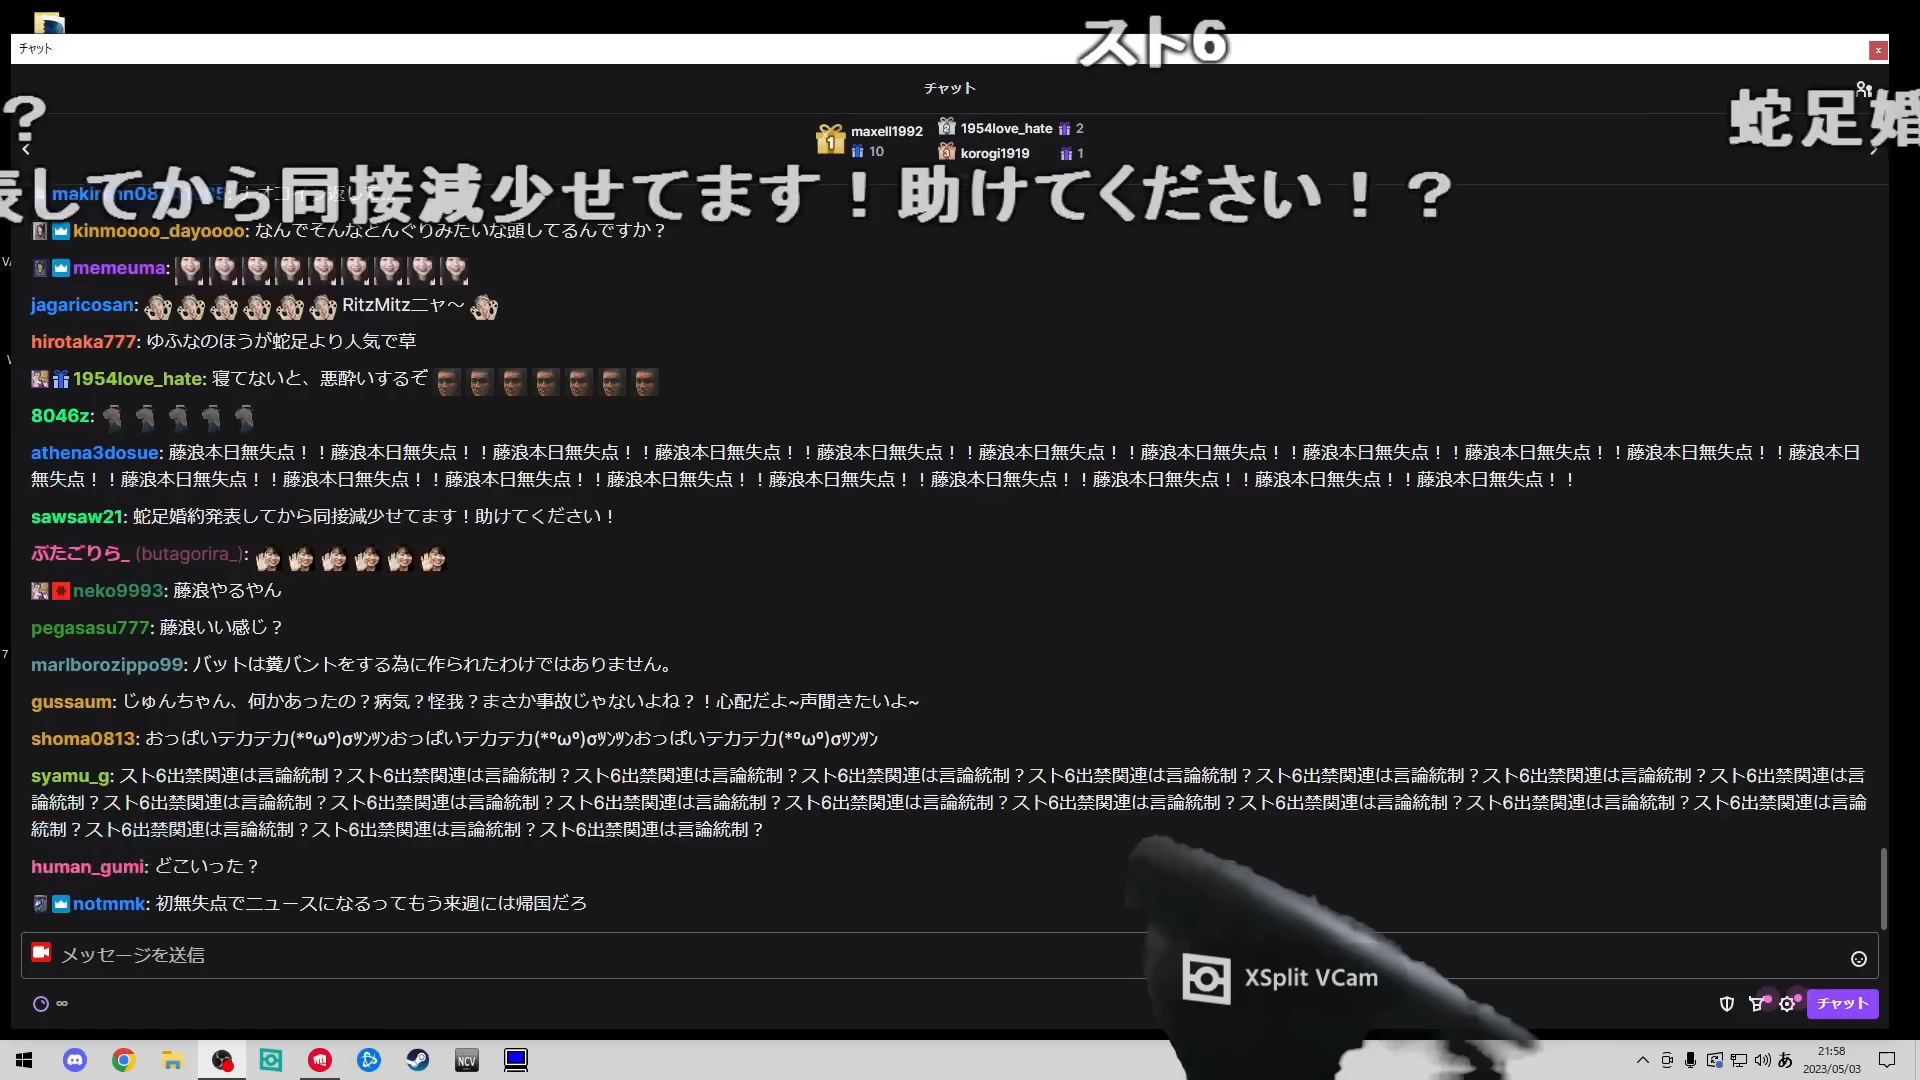 スト6
チャット
チャット
？
蛇足婚
maxell1992
10
1954love_hate 2
korogi1919 1
表してから同接減少せてます！助けてください！？
kinmoooo_dayoooo: なんでそんなどんぐりみたいな頭してるんですか？
memeuma:
jagaricosan: RitzMitzニャ～
hirotaka777: ゆふなのほうが蛇足より人気で草
1954love_hate: 寝てないと、悪酔いするぞ
8046z:
athena3dosue: 藤浪本日無失点！！藤浪本日無失点！！藤浪本日無失点！！藤浪本日無失点！！藤浪本日無失点！！藤浪本日無失点！！藤浪本日無失点！！藤浪本日無失点！！藤浪本日無失点！！藤浪本日無失点！！藤浪本日
無失点！！藤浪本日無失点！！藤浪本日無失点！！藤浪本日無失点！！藤浪本日無失点！！藤浪本日無失点！！藤浪本日無失点！！藤浪本日無失点！！藤浪本日無失点！！藤浪本日無失点！！
sawsaw21: 蛇足婚約発表してから同接減少せてます！助けてください！
ぶたごりら_ (butagorira_):
neko9993: 藤浪やるやん
pegasasu777: 藤浪いい感じ？
marlborozippo99: バットは糞バントをする為に作られたわけではありません。
gussaum: じゅんちゃん、何かあったの？病気？怪我？まさか事故じゃないよね？！心配だよ~声聞きたいよ~
shoma0813: おっぱいテカテカ(*ºωº)σﾂﾝﾂﾝおっぱいテカテカ(*ºωº)σﾂﾝﾂﾝおっぱいテカテカ(*ºωº)σﾂﾝﾂﾝ
syamu_g: スト6出禁関連は言論統制？スト6出禁関連は言論統制？スト6出禁関連は言論統制？スト6出禁関連は言論統制？スト6出禁関連は言論統制？スト6出禁関連は言論統制？スト6出禁関連は言論統制？スト6出禁関連は言
論統制？スト6出禁関連は言論統制？スト6出禁関連は言論統制？スト6出禁関連は言論統制？スト6出禁関連は言論統制？スト6出禁関連は言論統制？スト6出禁関連は言論統制？スト6出禁関連は言論統制？スト6出禁関連は言論
統制？スト6出禁関連は言論統制？スト6出禁関連は言論統制？スト6出禁関連は言論統制？
human_gumi: どこいった？
notmmk: 初無失点でニュースになるってもう来週には帰国だろ
メッセージを送信
XSplit VCam
∞
チャット
NCV
あ
21:58
2023/05/03